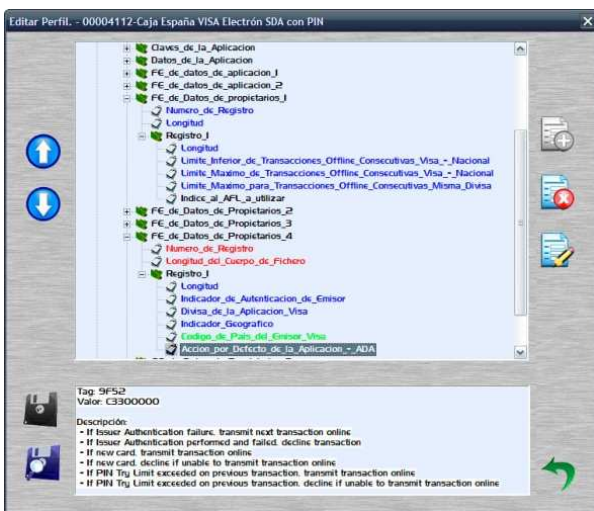 Editar Perfil. - 00004112-Caja España VISA Electrón SDA con PIN
Claves_de_la_Aplicacion
Datos_de_la_Aplicacion
FE_de_datos_de_aplicacion_1
FE_de_datos_de_aplicacion_2
FE_de_Datos_de_propietarios_1
Numero_de_Registro
Longitud
Registro_1
Longitud
Limite_Inferior_de_Transacciones_Offline_Consecutivas_Visa_-_Nacional
Limite_Maximo_de_Transacciones_Offline_Consecutivas_Visa_-_Nacional
Limite_Maximo_para_Transacciones_Offline_Consecutivas_Misma_Divisa
Indice_al_AFL_a_utilizar
FE_de_Datos_de_Propietarios_2
FE_de_Datos_de_Propietarios_3
FE_de_Datos_de_Propietarios_4
Numero_de_Registro
Longitud_del_Cuerpo_de_Fichero
Registro_1
Longitud
Indicador_de_Autenticacion_de_Emisor
Divisa_de_la_Aplicacion_Visa
Indicador_Geografico
Codigo_de_Pais_del_Emisor_Visa
Accion_por_Defecto_de_la_Aplicacion_-_ADA
Tag: 9F52
Valor: C3300000
Descripción:
- If Issuer Authentication failure, transmit next transaction online
- If Issuer Authentication performed and failed, decline transaction
- If new card, transmit transaction online
- If new card, decline if unable to transmit transaction online
- If PIN Try Limit exceeded on previous transaction, transmit transaction online
- If PIN Try Limit exceeded on previous transaction, decline if unable to transmit transaction online